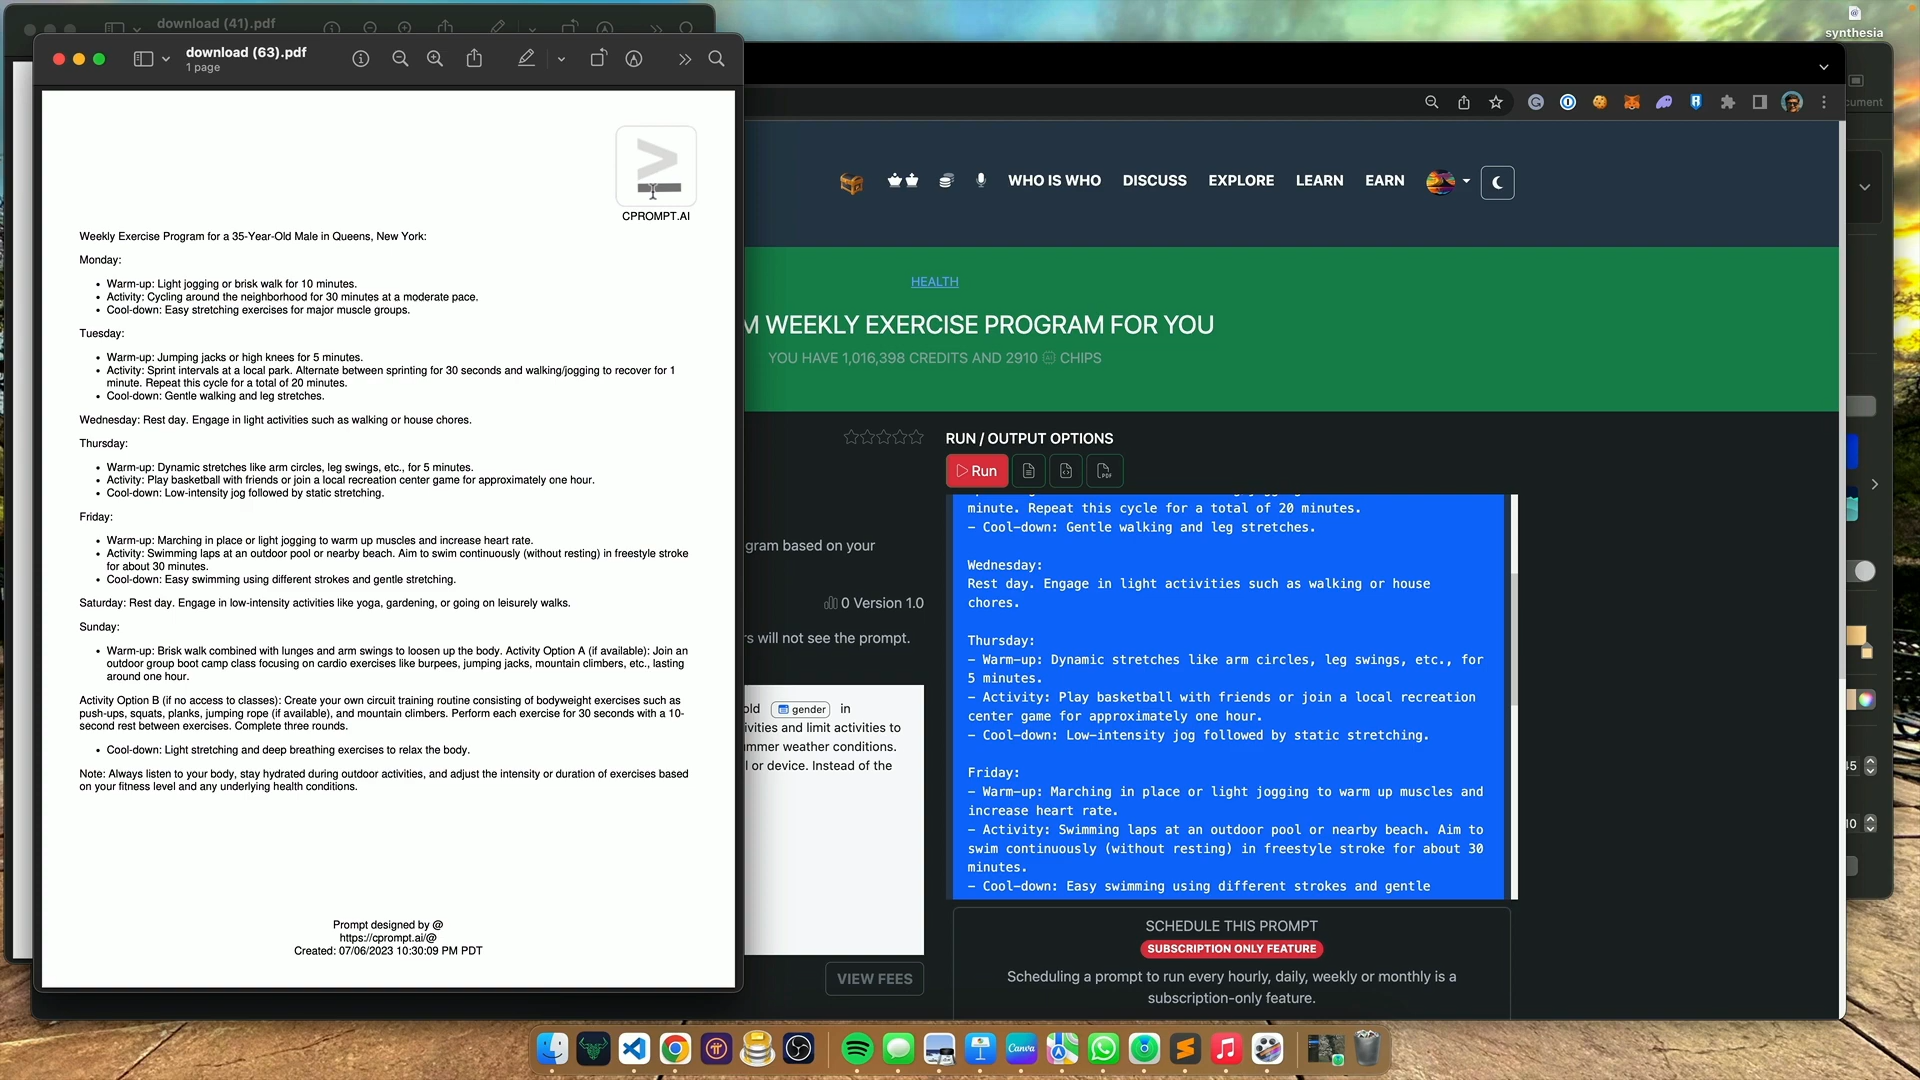 download (41).pdf
synthesia
download (63).pdf
1 page
cument
CPROMPT.AI
Weekly Exercise Program for a 35-Year-Old Male in Queens, New York:
Monday:
• Warm-up: Light jogging or brisk walk for 10 minutes.
• Activity: Cycling around the neighborhood for 30 minutes at a moderate pace.
• Cool-down: Easy stretching exercises for major muscle groups.
Tuesday:
• Warm-up: Jumping jacks or high knees for 5 minutes.
• Activity: Sprint intervals at a local park. Alternate between sprinting for 30 seconds and walking/jogging to recover for 1
minute. Repeat this cycle for a total of 20 minutes.
• Cool-down: Gentle walking and leg stretches.
Wednesday: Rest day. Engage in light activities such as walking or house chores.
Thursday:
• Warm-up: Dynamic stretches like arm circles, leg swings, etc., for 5 minutes.
• Activity: Play basketball with friends or join a local recreation center game for approximately one hour.
• Cool-down: Low-intensity jog followed by static stretching.
Friday:
• Warm-up: Marching in place or light jogging to warm up muscles and increase heart rate.
• Activity: Swimming laps at an outdoor pool or nearby beach. Aim to swim continuously (without resting) in freestyle stroke
for about 30 minutes.
• Cool-down: Easy swimming using different strokes and gentle stretching.
Saturday: Rest day. Engage in low-intensity activities like yoga, gardening, or going on leisurely walks.
Sunday:
• Warm-up: Brisk walk combined with lunges and arm swings to loosen up the body. Activity Option A (if available): Join an
outdoor group boot camp class focusing on cardio exercises like burpees, jumping jacks, mountain climbers, etc., lasting
around one hour.
Activity Option B (if no access to classes): Create your own circuit training routine consisting of bodyweight exercises such as
push-ups, squats, planks, jumping rope (if available), and mountain climbers. Perform each exercise for 30 seconds with a 10-
second rest between exercises. Complete three rounds.
• Cool-down: Light stretching and deep breathing exercises to relax the body.
Note: Always listen to your body, stay hydrated during outdoor activities, and adjust the intensity or duration of exercises based
on your fitness level and any underlying health conditions.
Prompt designed by @
https://cprompt.ai/@
Created: 07/06/2023 10:30:09 PM PDT
WHO IS WHO DISCUSS EXPLORE LEARN EARN
HEALTH
M WEEKLY EXERCISE PROGRAM FOR YOU
YOU HAVE 1,016,398 CREDITS AND 2910 AI CHIPS
gram based on your
0 Version 1.0
rs will not see the prompt.
old gender in
ivities and limit activities to
mmer weather conditions.
l or device. Instead of the
VIEW FEES
RUN / OUTPUT OPTIONS
Run
PDF
minute. Repeat this cycle for a total of 20 minutes.
- Cool-down: Gentle walking and leg stretches.
Wednesday:
Rest day. Engage in light activities such as walking or house
chores.
Thursday:
- Warm-up: Dynamic stretches like arm circles, leg swings, etc., for
5 minutes.
- Activity: Play basketball with friends or join a local recreation
center game for approximately one hour.
- Cool-down: Low-intensity jog followed by static stretching.
Friday:
- Warm-up: Marching in place or light jogging to warm up muscles and
increase heart rate.
- Activity: Swimming laps at an outdoor pool or nearby beach. Aim to
swim continuously (without resting) in freestyle stroke for about 30
minutes.
- Cool-down: Easy swimming using different strokes and gentle
SCHEDULE THIS PROMPT
SUBSCRIPTION ONLY FEATURE
Scheduling a prompt to run every hourly, daily, weekly or monthly is a
subscription-only feature.
Canva